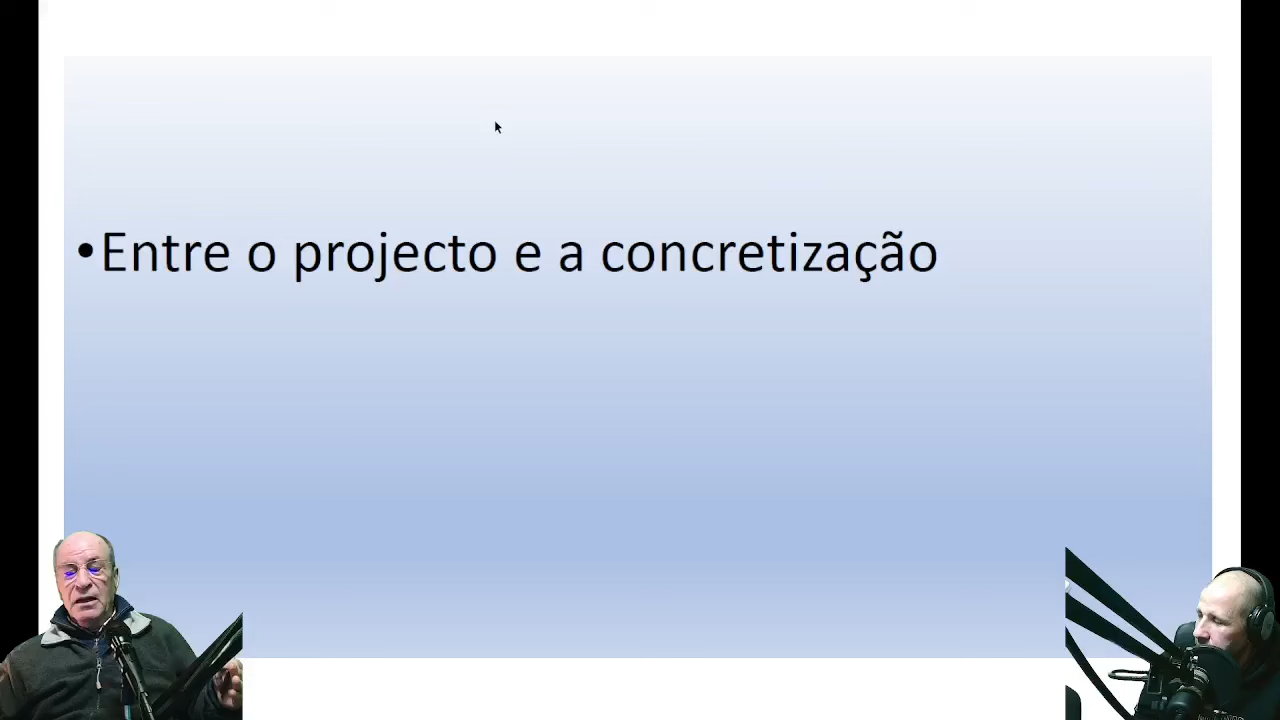 •Entre o projecto e a concretização